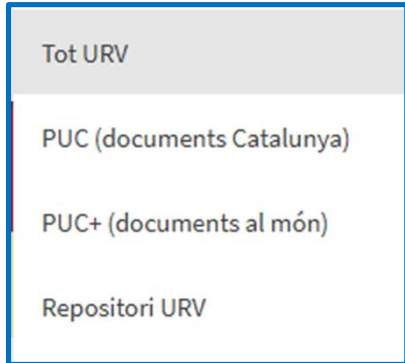 Tot URV
PUC (documents Catalunya)
PUC+ (documents al món)
Repositori URV